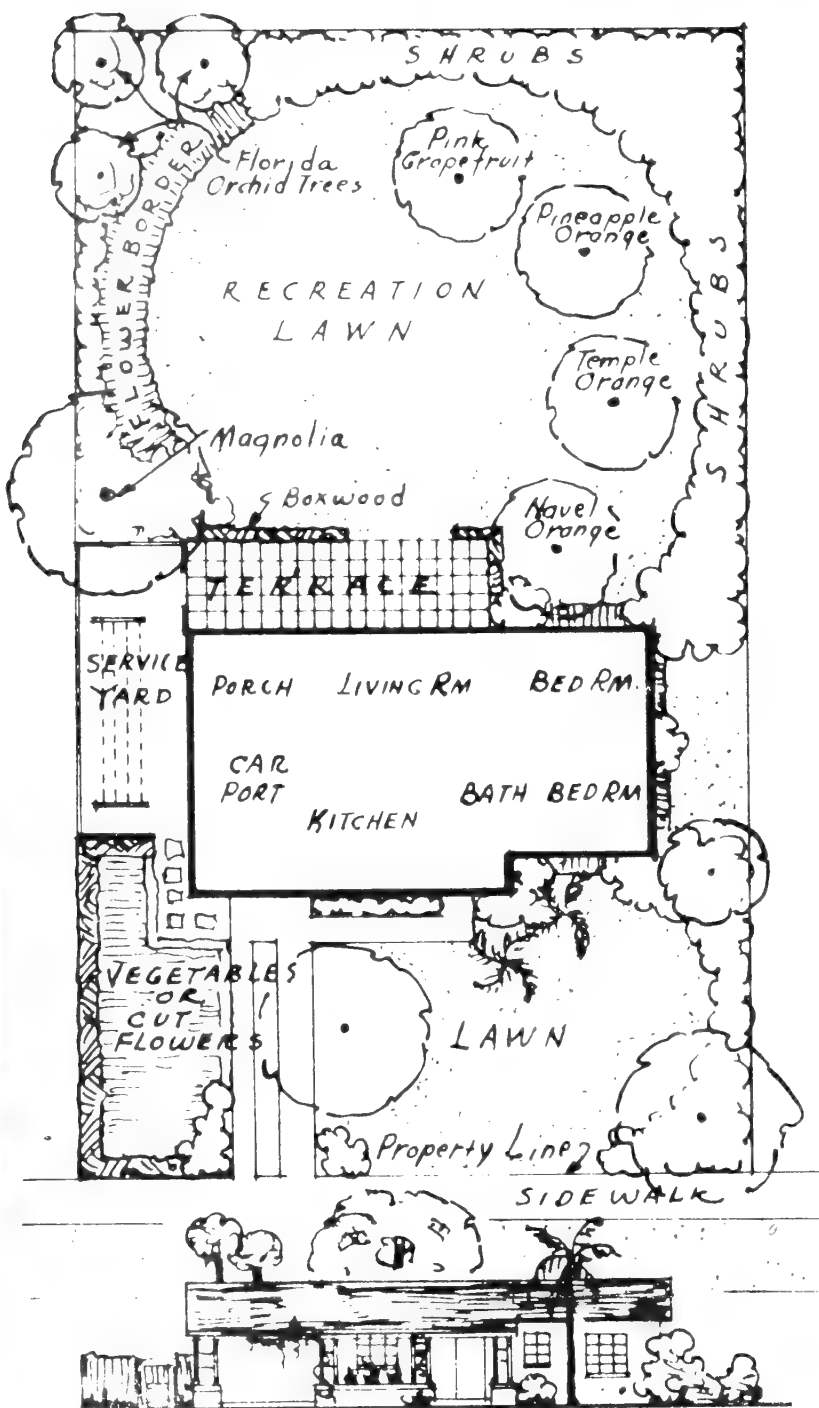 SHRUBS
Florida
Orchid Trees
Pink
Grapefruit
Pineapple
Orange
FLOWER BORDER
RECREATION
LAWN
SHRUBS
Temple
Orange
Magnolia
Boxwood
Navel
Orange
TERRACE
SERVICE
YARD
PORCH
LIVING RM
BED RM.
CAR
PORT
KITCHEN
BATH
BED RM
VEGETABLES
OR
CUT
FLOWERS
LAWN
Property Line
SIDEWALK